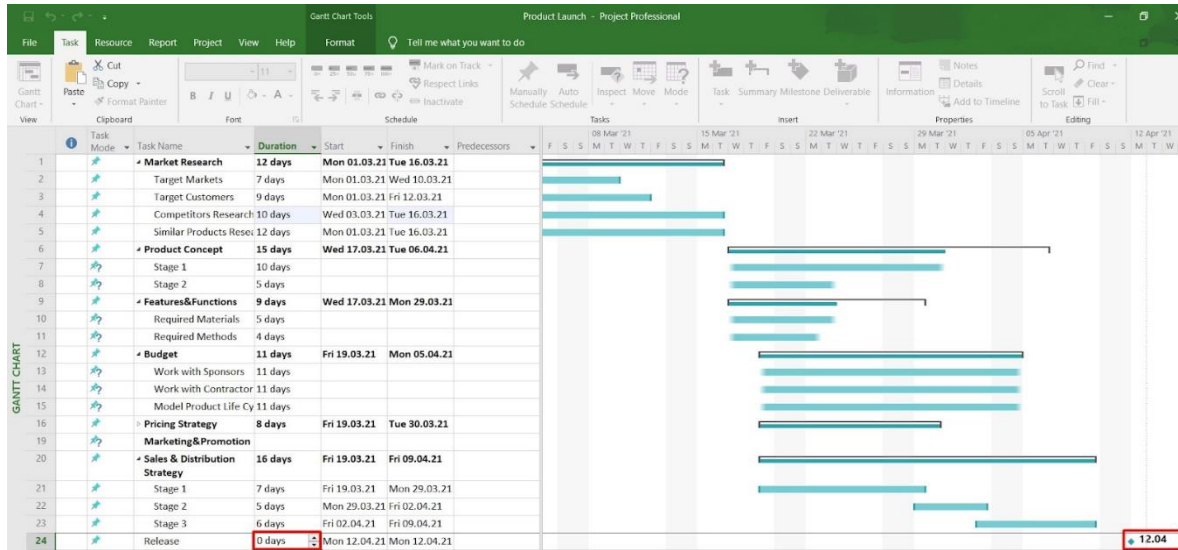 Gantt Chart Tools
Product Launch - Project Professional
File Task Resource Report Project View Help Format Tell me what you want to do
Gantt Chart
Paste
Cut
Copy
Format Painter
11
B I U A
0% 25% 50% 75% 100%
Mark on Track
Respect Links
Inactivate
Manually Schedule
Auto Schedule
Inspect
Move
Mode
Task
Summary
Milestone
Deliverable
Information
Notes
Details
Add to Timeline
Scroll to Task
Find
Clear
Fill
View Clipboard Font Schedule Tasks Insert Properties Editing
08 Mar '21 15 Mar '21 22 Mar '21 29 Mar '21 05 Apr '21 12 Apr '21
Task Mode Task Name Duration Start Finish Predecessors
F S S M T W T F S S M T W T F S S M T W T F S S M T W T F S S M T W T F S S M T W
1 Market Research 12 days Mon 01.03.21 Tue 16.03.21
2 Target Markets 7 days Mon 01.03.21 Wed 10.03.21
3 Target Customers 9 days Mon 01.03.21 Fri 12.03.21
4 Competitors Research 10 days Wed 03.03.21 Tue 16.03.21
5 Similar Products Resea 12 days Mon 01.03.21 Tue 16.03.21
6 Product Concept 15 days Wed 17.03.21 Tue 06.04.21
7 Stage 1 10 days
8 Stage 2 5 days
9 Features&Functions 9 days Wed 17.03.21 Mon 29.03.21
10 Required Materials 5 days
11 Required Methods 4 days
12 Budget 11 days Fri 19.03.21 Mon 05.04.21
13 Work with Sponsors 11 days
14 Work with Contractor 11 days
15 Model Product Life Cy 11 days
16 Pricing Strategy 8 days Fri 19.03.21 Tue 30.03.21
19 Marketing&Promotion
20 Sales & Distribution Strategy 16 days Fri 19.03.21 Fri 09.04.21
21 Stage 1 7 days Fri 19.03.21 Mon 29.03.21
22 Stage 2 5 days Mon 29.03.21 Fri 02.04.21
23 Stage 3 6 days Fri 02.04.21 Fri 09.04.21
24 Release 0 days Mon 12.04.21 Mon 12.04.21 12.04
GANTT CHART